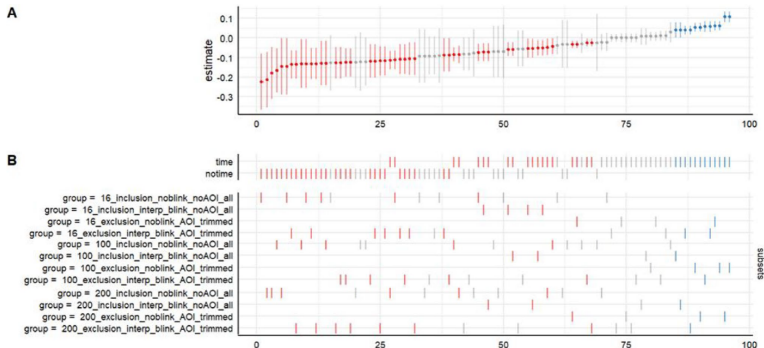 A
0.1
0.0
-0.1
-0.2
-0.3
estimate
0 25 50 75 100
B
time
notime
group = 16_inclusion_noblink_noAOI_all
group = 16_inclusion_interp_blink_noAOI_all
group = 16_exclusion_noblink_AOI_trimmed
group = 16_exclusion_interp_blink_AOI_trimmed
group = 100_inclusion_noblink_noAOI_all
group = 100_inclusion_interp_blink_noAOI_all
group = 100_exclusion_noblink_AOI_trimmed
group = 100_exclusion_interp_blink_AOI_trimmed
group = 200_inclusion_noblink_noAOI_all
group = 200_inclusion_interp_blink_noAOI_all
group = 200_exclusion_noblink_AOI_trimmed
group = 200_exclusion_interp_blink_AOI_trimmed
subsets
0 25 50 75 100